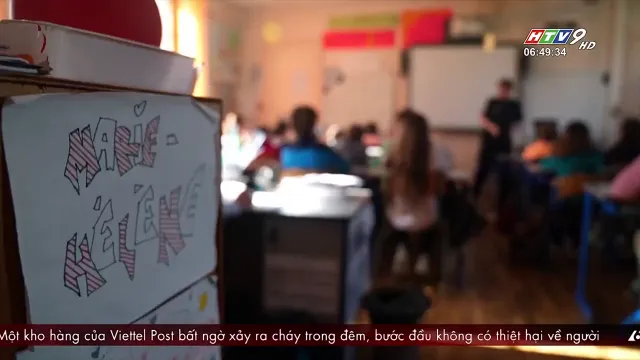 HTV9 HD
06:49:34
MARIE-
HÉLÈNE
Một kho hàng của Viettel Post bất ngờ xảy ra cháy trong đêm, bước đầu không có thiệt hại về người